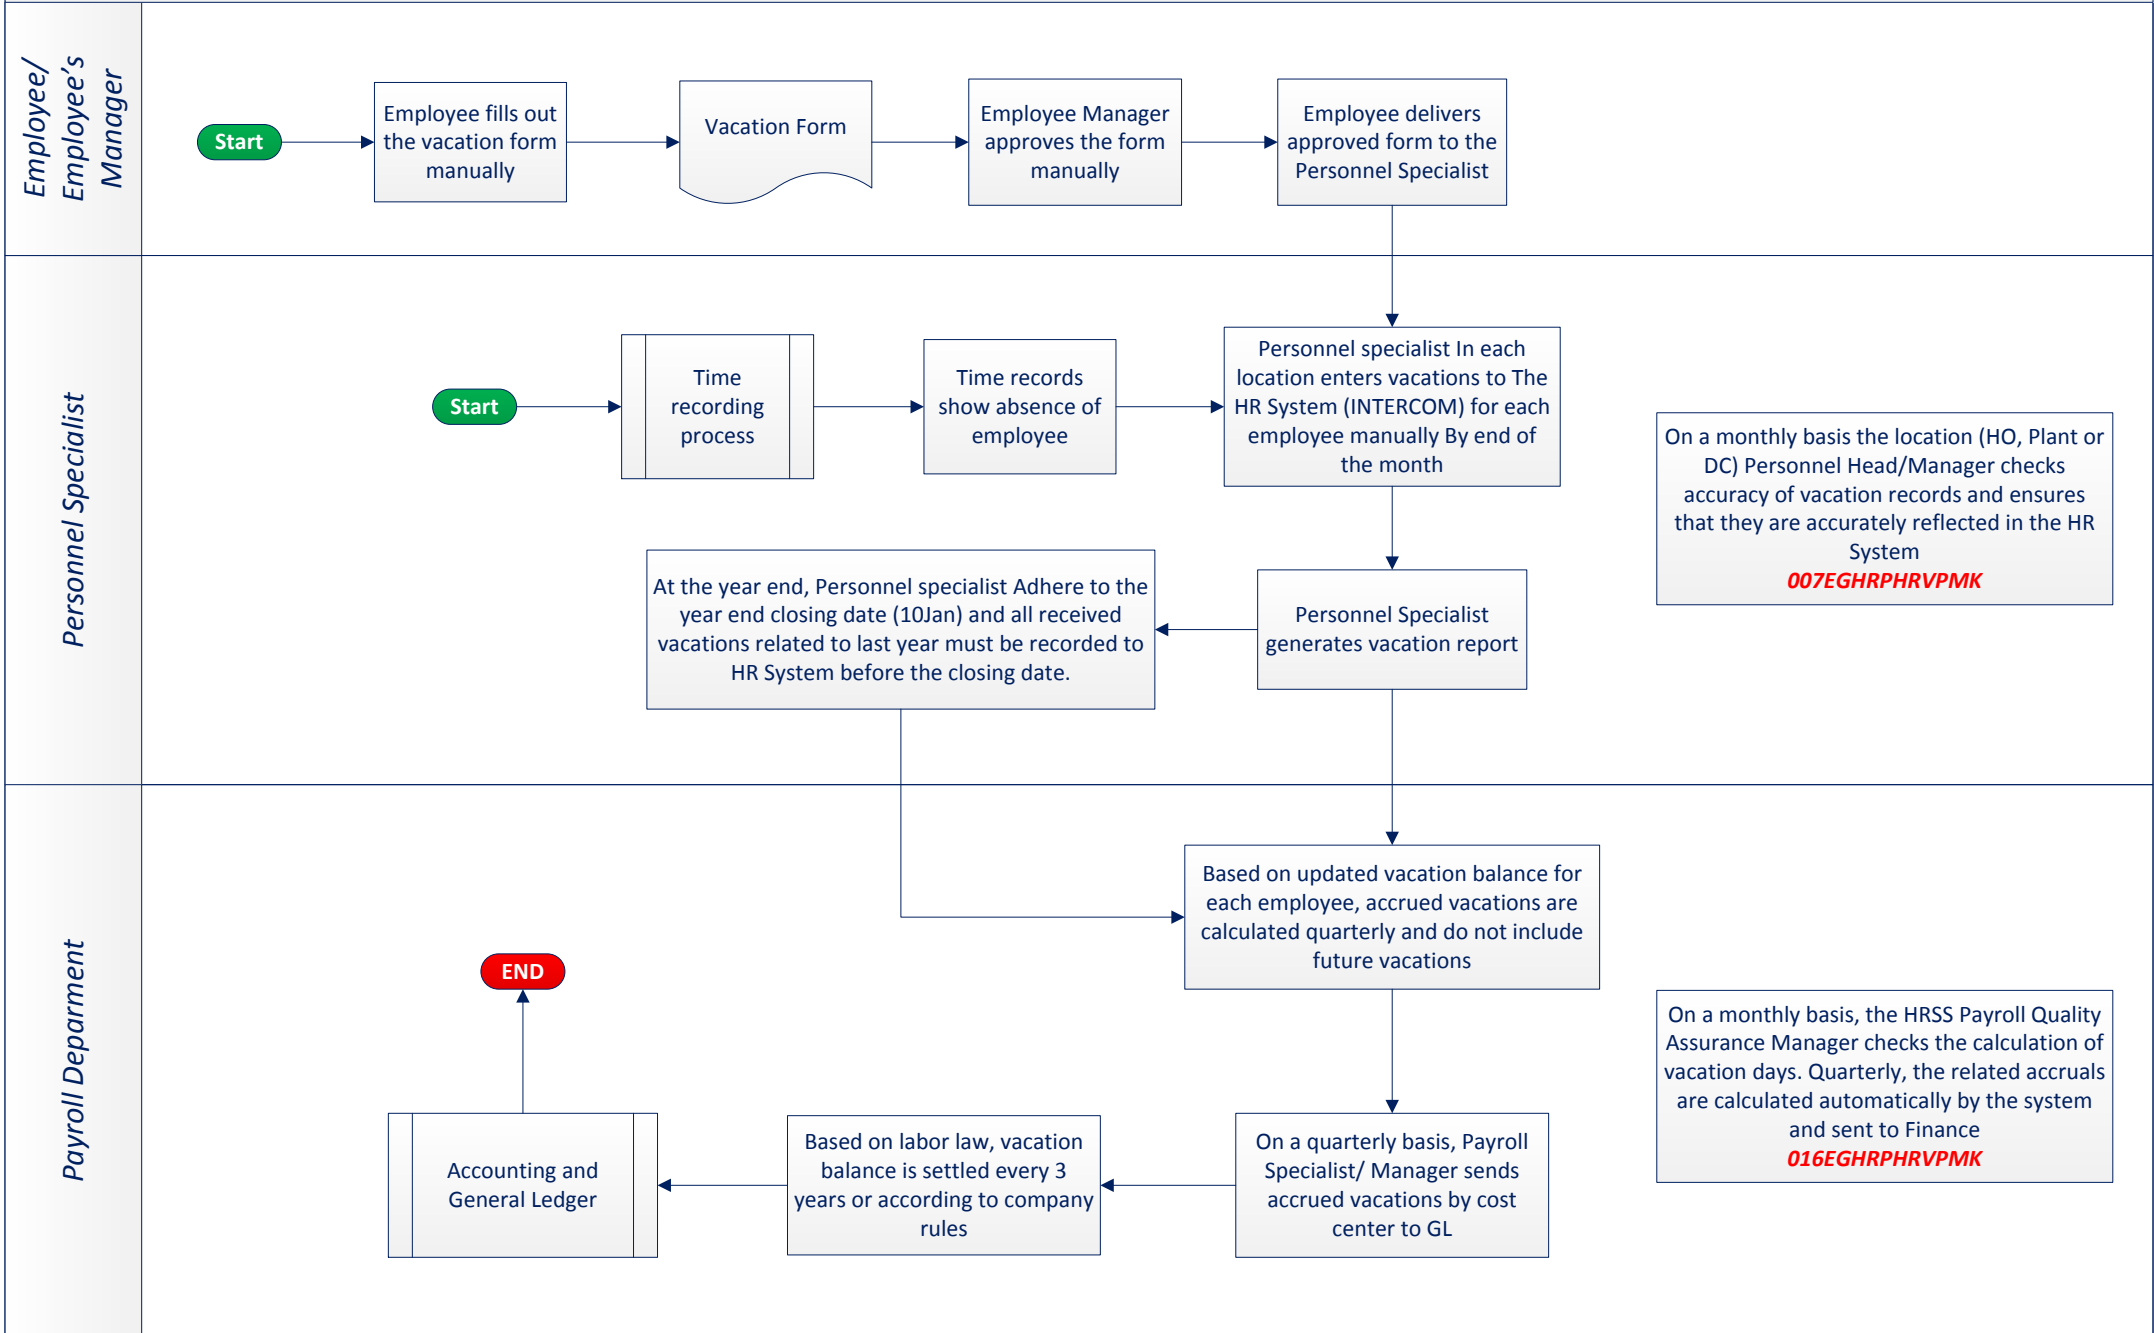 Employee/
Employee's
Manager
Start
Employee fills out
the vacation form
manually
Vacation Form
Employee Manager
approves the form
manually
Employee delivers
approved form to the
Personnel Specialist
Personnel Specialist
Start
Time
recording
process
Time records
show absence of
employee
Personnel specialist In each
location enters vacations to The
HR System (INTERCOM) for each
employee manually By end of
the month
On a monthly basis the location (HO, Plant or
DC) Personnel Head/Manager checks
accuracy of vacation records and ensures
that they are accurately reflected in the HR
System
007EGHRPHRVPMK
At the year end, Personnel specialist Adhere to the
year end closing date (10Jan) and all received
vacations related to last year must be recorded to
HR System before the closing date.
Personnel Specialist
generates vacation report
Payroll Deparment
Based on updated vacation balance for
each employee, accrued vacations are
calculated quarterly and do not include
future vacations
END
On a monthly basis, the HRSS Payroll Quality
Assurance Manager checks the calculation of
vacation days. Quarterly, the related accruals
are calculated automatically by the system
and sent to Finance
016EGHRPHRVPMK
Accounting and
General Ledger
Based on labor law, vacation
balance is settled every 3
years or according to company
rules
On a quarterly basis, Payroll
Specialist/ Manager sends
accrued vacations by cost
center to GL